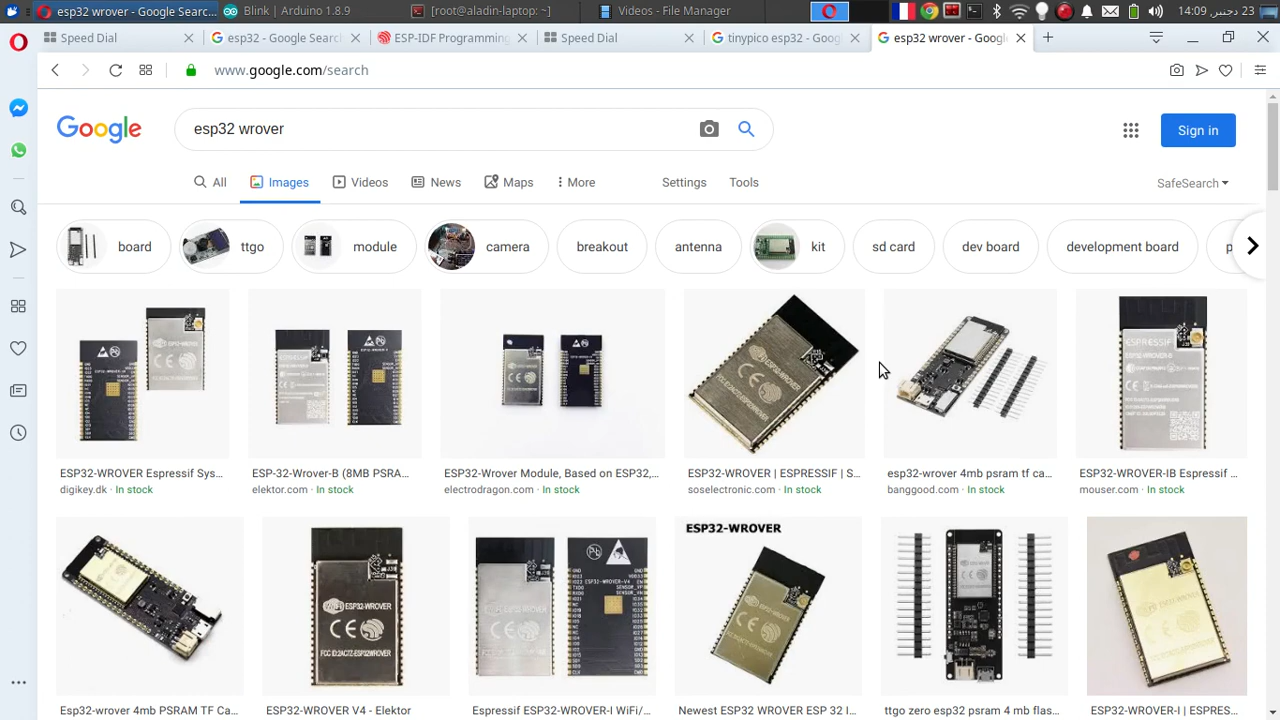 esp32 wrover - Google Searc...
Blink | Arduino 1.8.9
[root@aladin-laptop: ~]
Videos - File Manager
23 دجنبر, 14:09
Speed Dial
esp32 - Google Search
ESP-IDF Programming
Speed Dial
tinypico esp32 - Goog
esp32 wrover - Googl
www.google.com/search
Google
esp32 wrover
Sign in
All
Images
Videos
News
Maps
More
Settings
Tools
SafeSearch
board
ttgo
module
camera
breakout
antenna
kit
sd card
dev board
development board
ESP32-WROVER Espressif Sys...
digikey.dk · In stock
ESP-32-Wrover-B (8MB PSRA...
elektor.com · In stock
ESP32-Wrover Module, Based on ESP32,...
electrodragon.com · In stock
ESP32-WROVER | ESPRESSIF | S...
soselectronic.com · In stock
esp32-wrover 4mb psram tf ca...
banggood.com · In stock
ESP32-WROVER-IB Espressif ...
mouser.com · In stock
ESP32-WROVER
Esp32-wrover 4mb PSRAM TF Ca...
ESP32-WROVER V4 - Elektor
Espressif ESP32-WROVER-I WiFi/...
Newest ESP32 WROVER ESP 32 I...
ttgo zero esp32 psram 4 mb flas...
ESP32-WROVER-I | ESPRES...